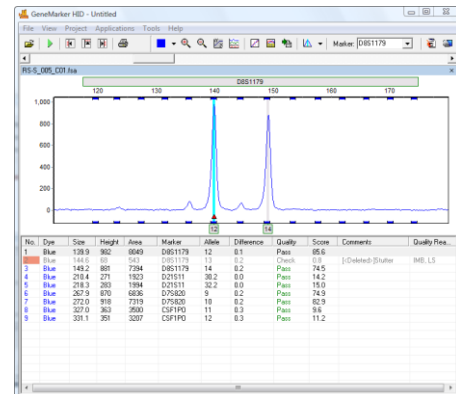 GeneMarker HID - Untitled
File View Project Applications Tools Help
Marker: D8S1179
RS-S_005_C01.fsa
D8S1179
120 130 140 150 160 170
1,000
800
600
400
200
0
12 14
No. Dye Size Height Area Marker Allele Difference Quality Score Comments Quality Rea...
1 Blue 139.9 982 8049 D8S1179 12 0.1 Pass 85.6
Blue 144.6 68 543 D8S1179 13 0.2 Check 0.8 [<Deleted>]Stutter IMB, LS
3 Blue 149.2 881 7394 D8S1179 14 0.2 Pass 74.5
4 Blue 210.4 271 1923 D21S11 30.2 0.0 Pass 14.2
5 Blue 218.3 283 1994 D21S11 32.2 0.0 Pass 15.0
6 Blue 267.9 870 6836 D7S820 9 0.2 Pass 74.9
7 Blue 272.0 918 7319 D7S820 10 0.2 Pass 82.9
8 Blue 327.0 363 3500 CSF1PO 11 0.3 Pass 9.6
9 Blue 331.1 351 3207 CSF1PO 12 0.3 Pass 11.2